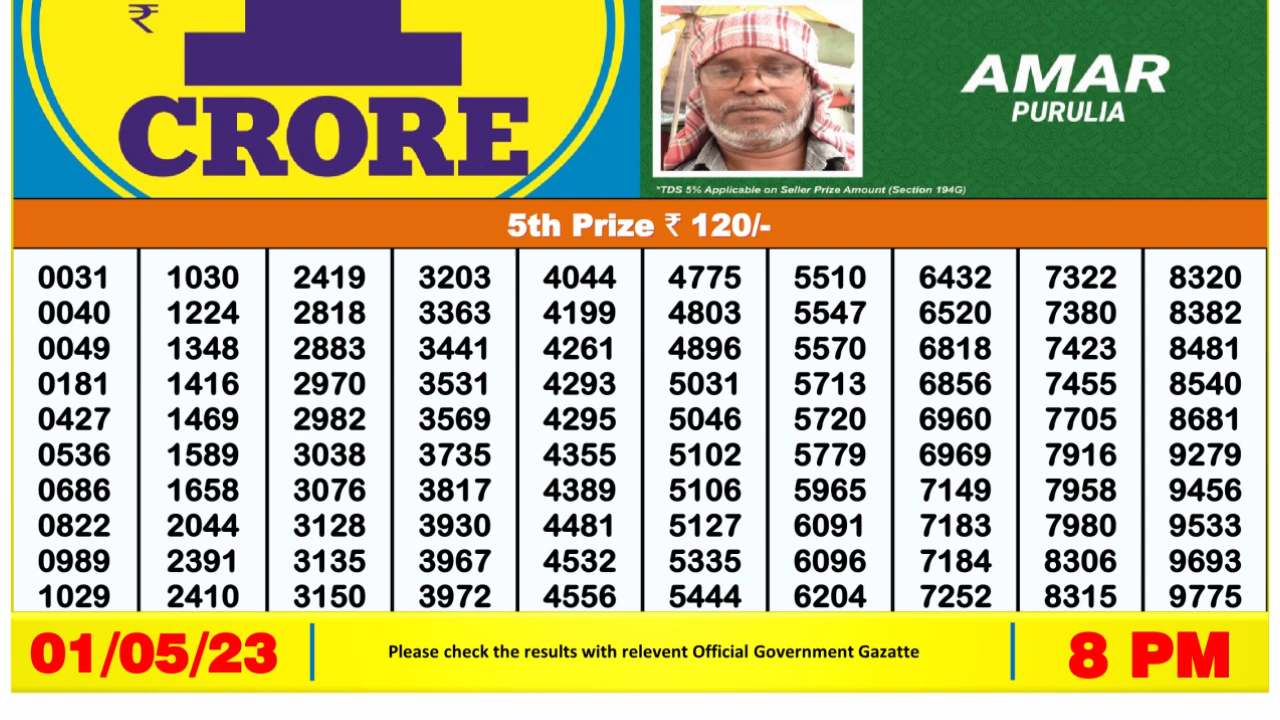 ₹
CRORE
AMAR
PURULIA
*TDS 5% Applicable on Seller Prize Amount (Section 194G)
5th Prize ₹ 120/-
0031 1030 2419 3203 4044 4775 5510 6432 7322 8320
0040 1224 2818 3363 4199 4803 5547 6520 7380 8382
0049 1348 2883 3441 4261 4896 5570 6818 7423 8481
0181 1416 2970 3531 4293 5031 5713 6856 7455 8540
0427 1469 2982 3569 4295 5046 5720 6960 7705 8681
0536 1589 3038 3735 4355 5102 5779 6969 7916 9279
0686 1658 3076 3817 4389 5106 5965 7149 7958 9456
0822 2044 3128 3930 4481 5127 6091 7183 7980 9533
0989 2391 3135 3967 4532 5335 6096 7184 8306 9693
1029 2410 3150 3972 4556 5444 6204 7252 8315 9775
01/05/23 Please check the results with relevent Official Government Gazatte 8 PM